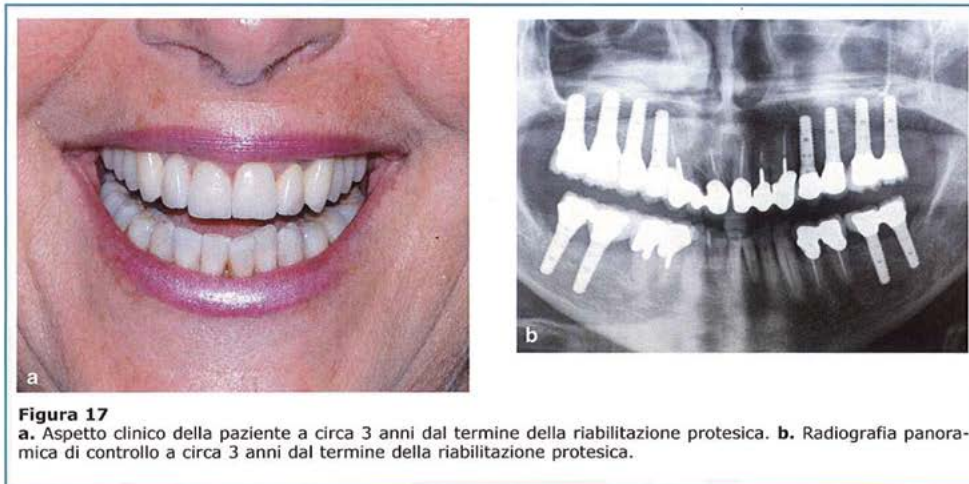 a
b
Figura 17
a. Aspetto clinico della paziente a circa 3 anni dal termine della riabilitazione protesica. b. Radiografia panora-
mica di controllo a circa 3 anni dal termine della riabilitazione protesica.